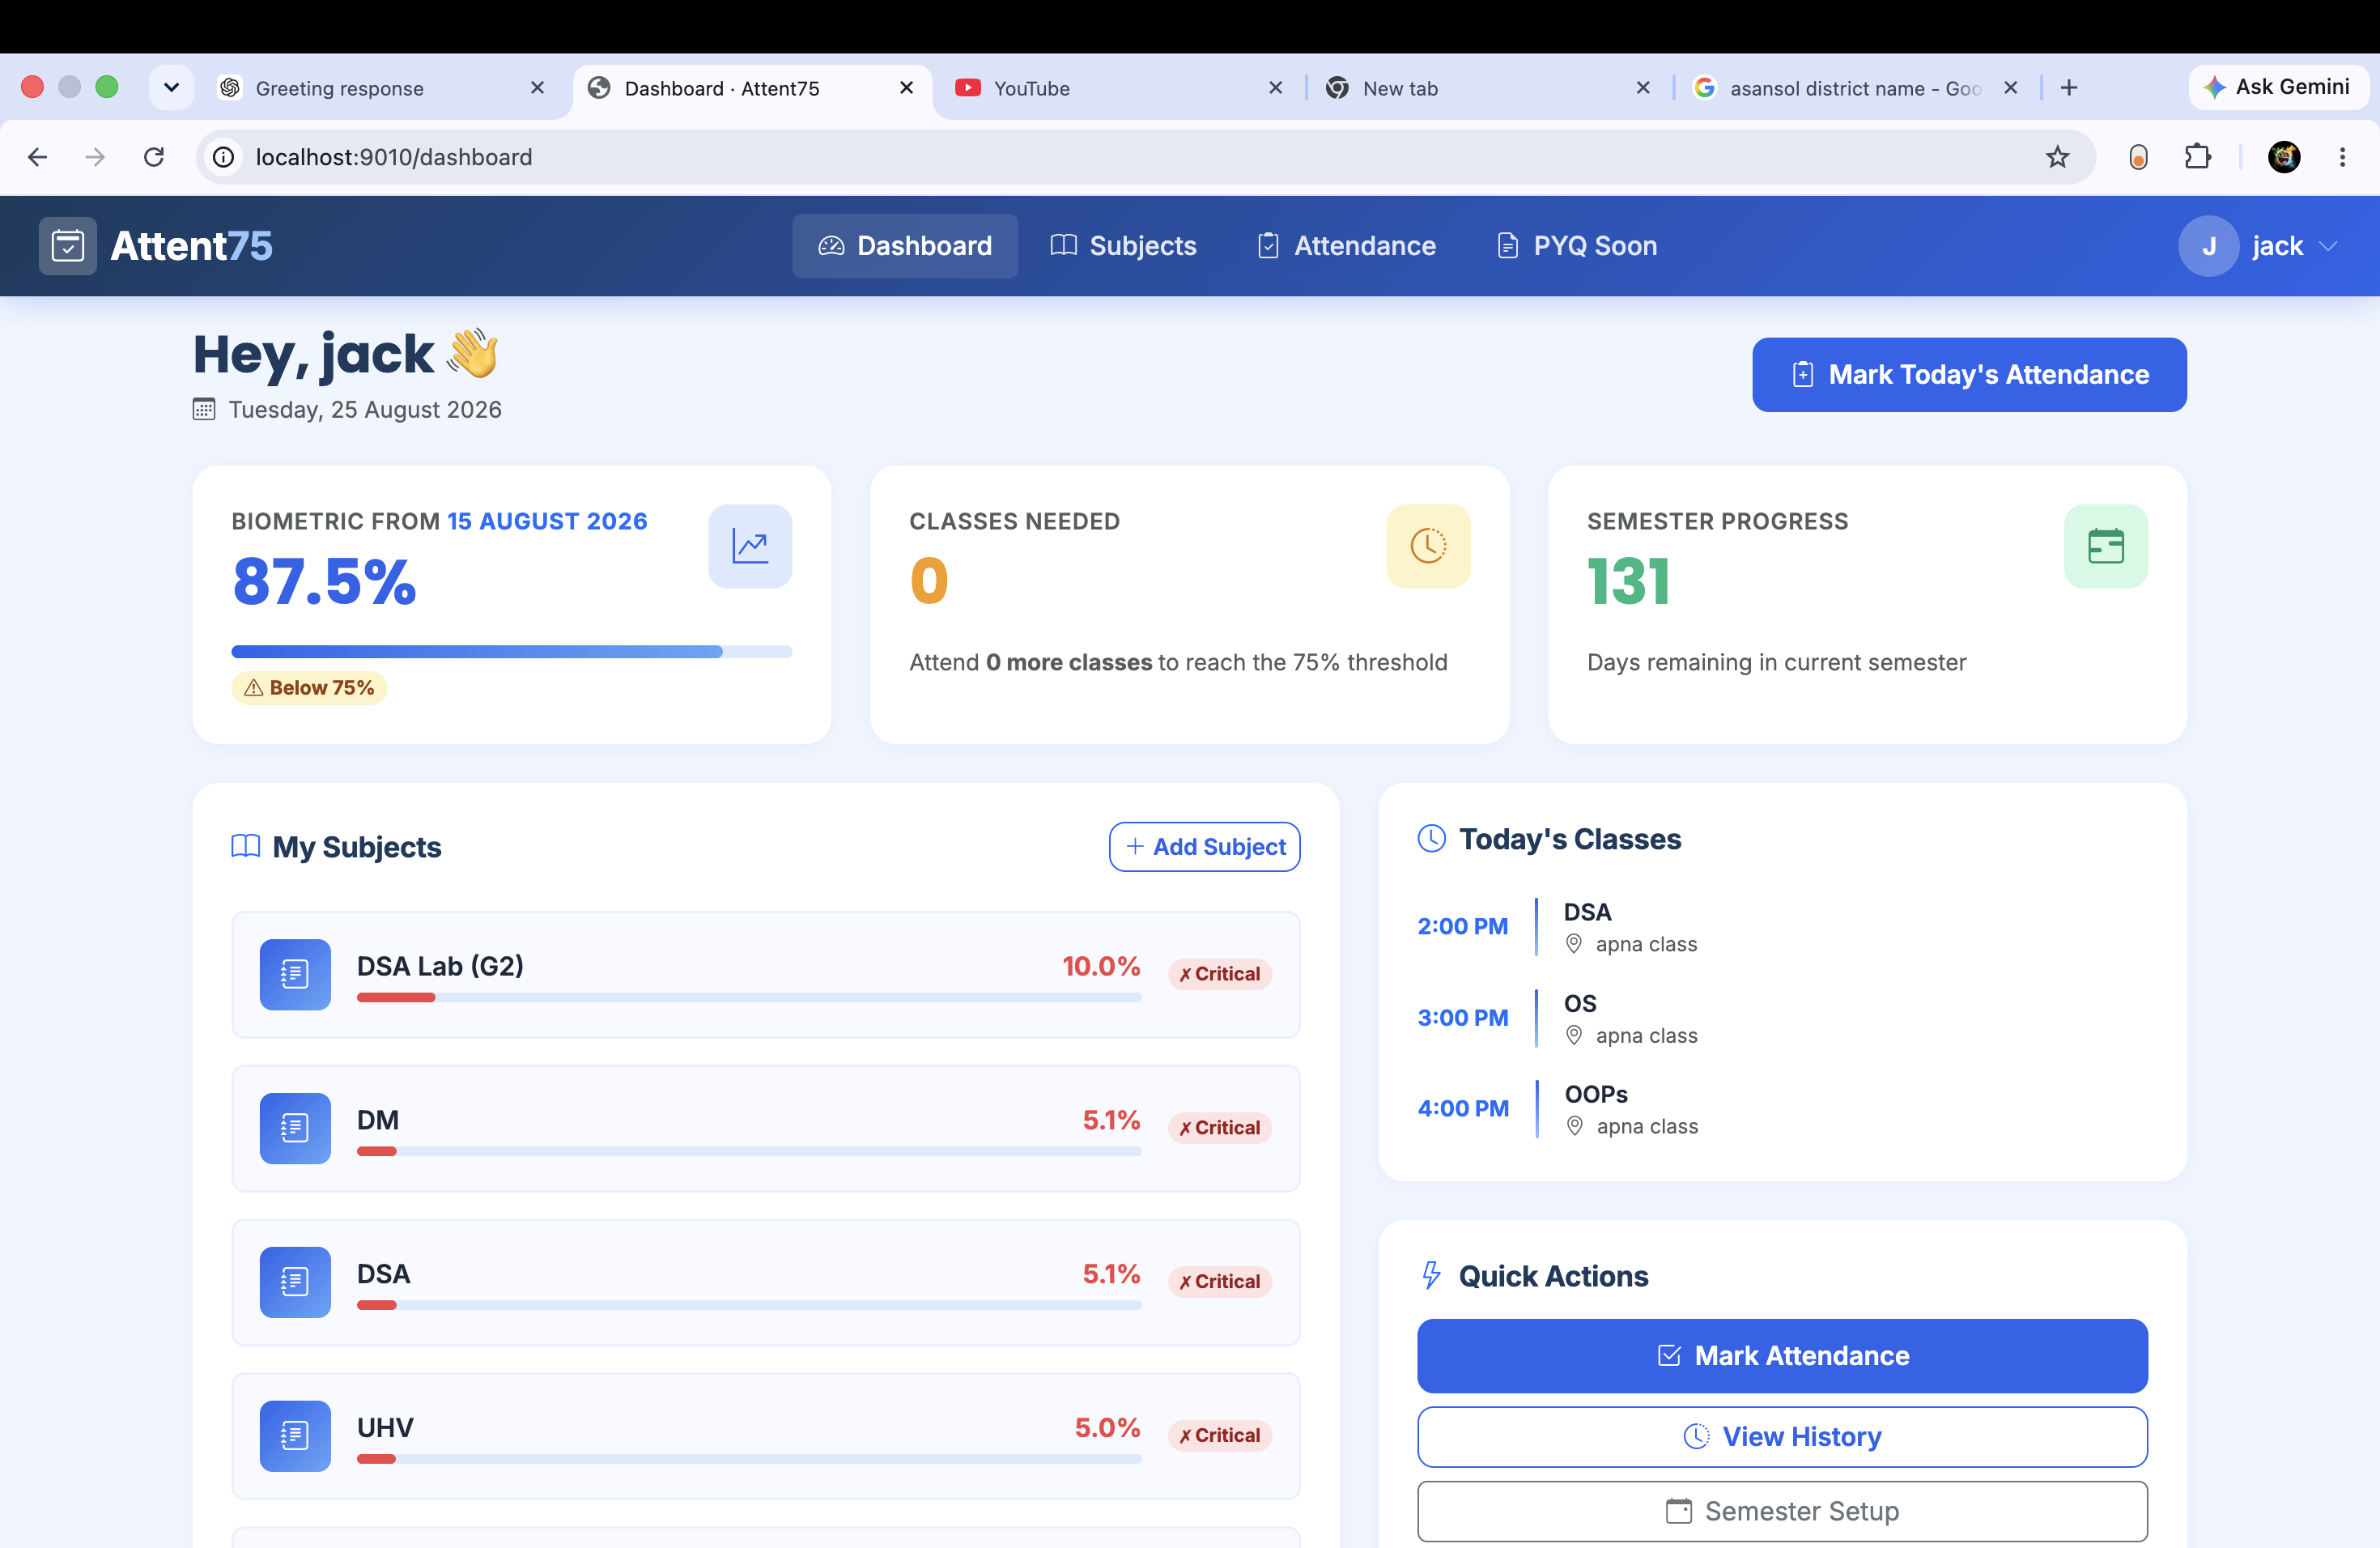 Greeting response
Dashboard · Attent75
YouTube
New tab
asansol district name - Goo
Ask Gemini
localhost:9010/dashboard
Attent75
Dashboard
Subjects
Attendance
PYQ Soon
J
jack
Hey, jack 👋
Tuesday, 25 August 2026
Mark Today's Attendance
BIOMETRIC FROM 15 AUGUST 2026
87.5%
Below 75%
CLASSES NEEDED
0
Attend 0 more classes to reach the 75% threshold
SEMESTER PROGRESS
131
Days remaining in current semester
My Subjects
+ Add Subject
DSA Lab (G2)
10.0%
✗ Critical
DM
5.1%
✗ Critical
DSA
5.1%
✗ Critical
UHV
5.0%
✗ Critical
Today's Classes
2:00 PM
DSA
apna class
3:00 PM
OS
apna class
4:00 PM
OOPs
apna class
Quick Actions
Mark Attendance
View History
Semester Setup